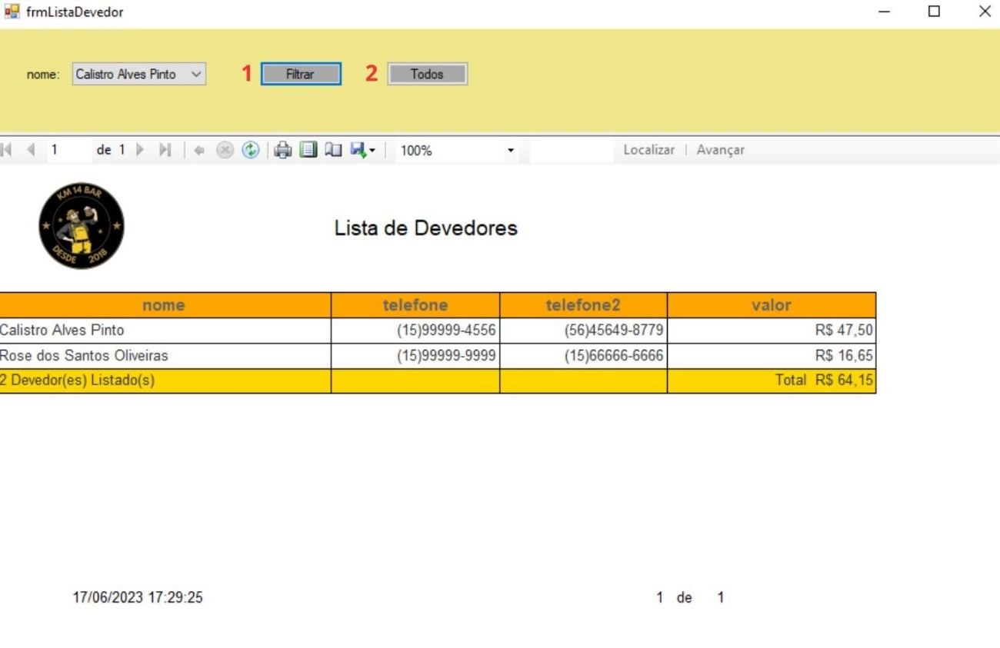 frmListaDevedor
nome: Calistro Alves Pinto 1 Filtrar 2 Todos
1 de 1 100% Localizar | Avançar
KM 14 BAR
DESDE 2018
Lista de Devedores
nome telefone telefone2 valor
Calistro Alves Pinto (15)99999-4556 (56)45649-8779 R$ 47,50
Rose dos Santos Oliveiras (15)99999-9999 (15)66666-6666 R$ 16,65
2 Devedor(es) Listado(s) Total R$ 64,15
17/06/2023 17:29:25 1 de 1